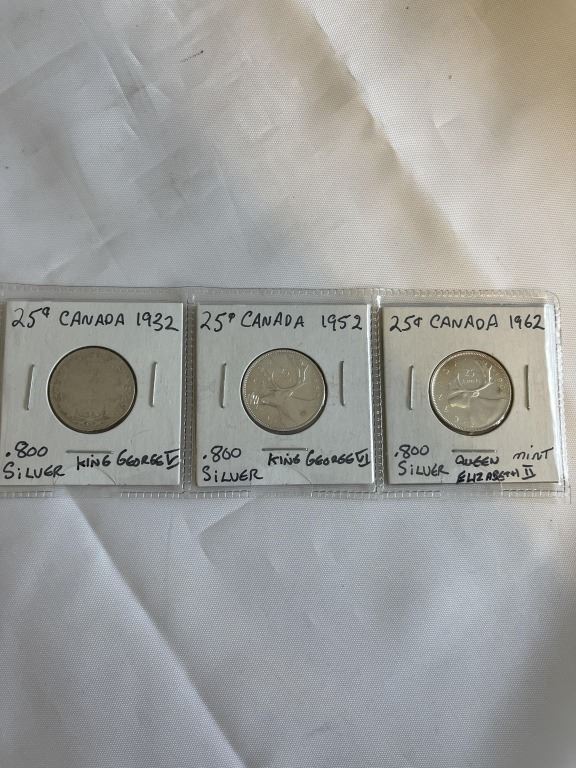 25¢ CANADA 1932
.800
SILVER
KING GEORGE V
25¢ CANADA 1952
.800
SILVER
KING GEORGE VI
25¢ CANADA 1962
25
.800
SILVER
QUEEN
ELIZABETH II
MINT